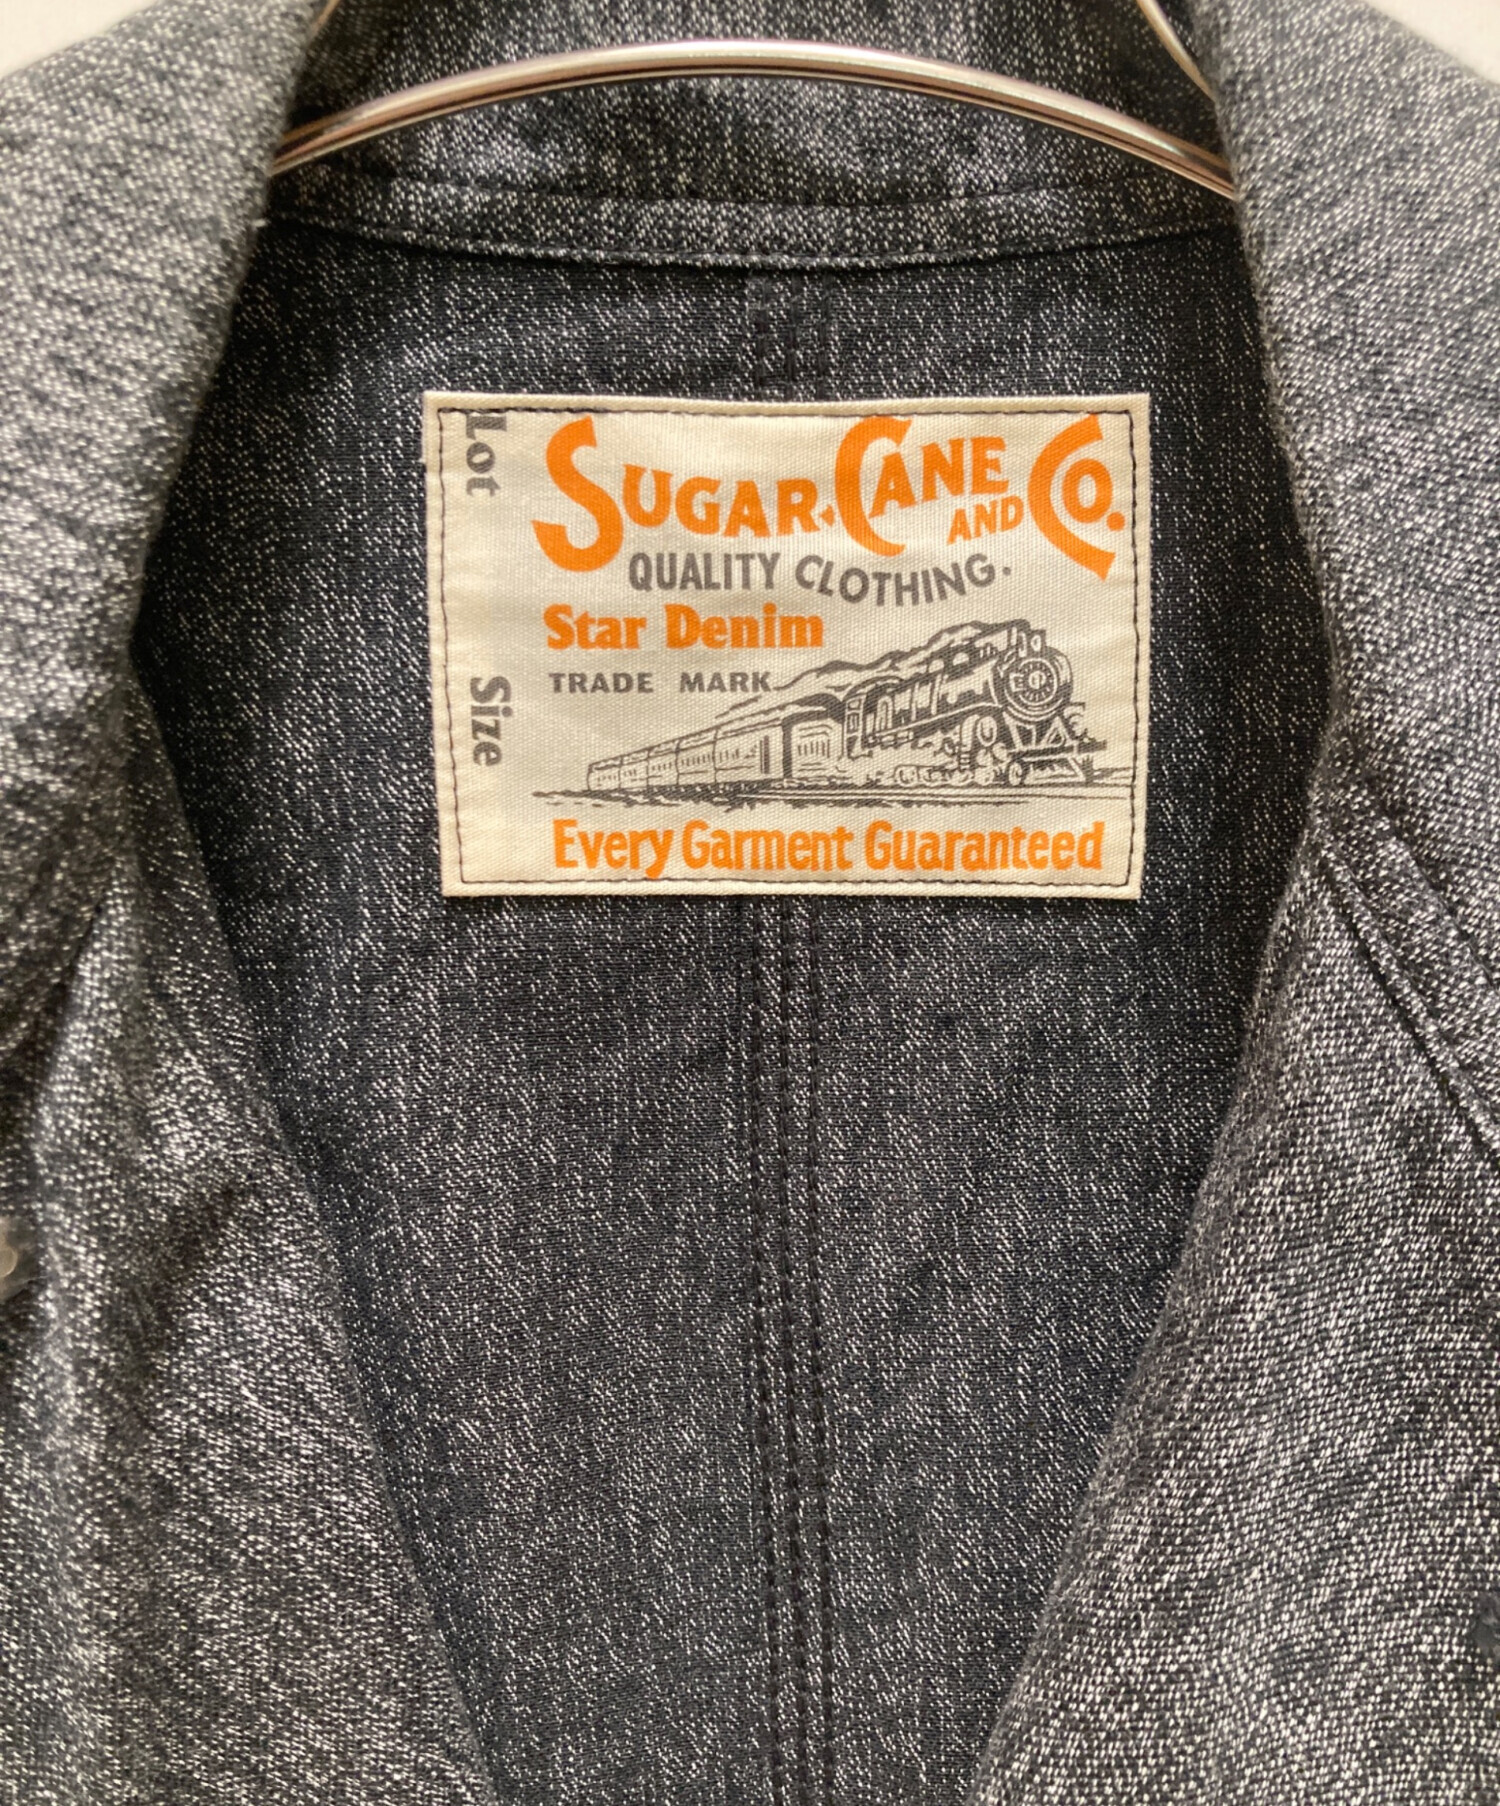 Lot
Size
SUGAR CANE AND CO.
QUALITY CLOTHING.
Star Denim
TRADE MARK
Every Garment Guaranteed